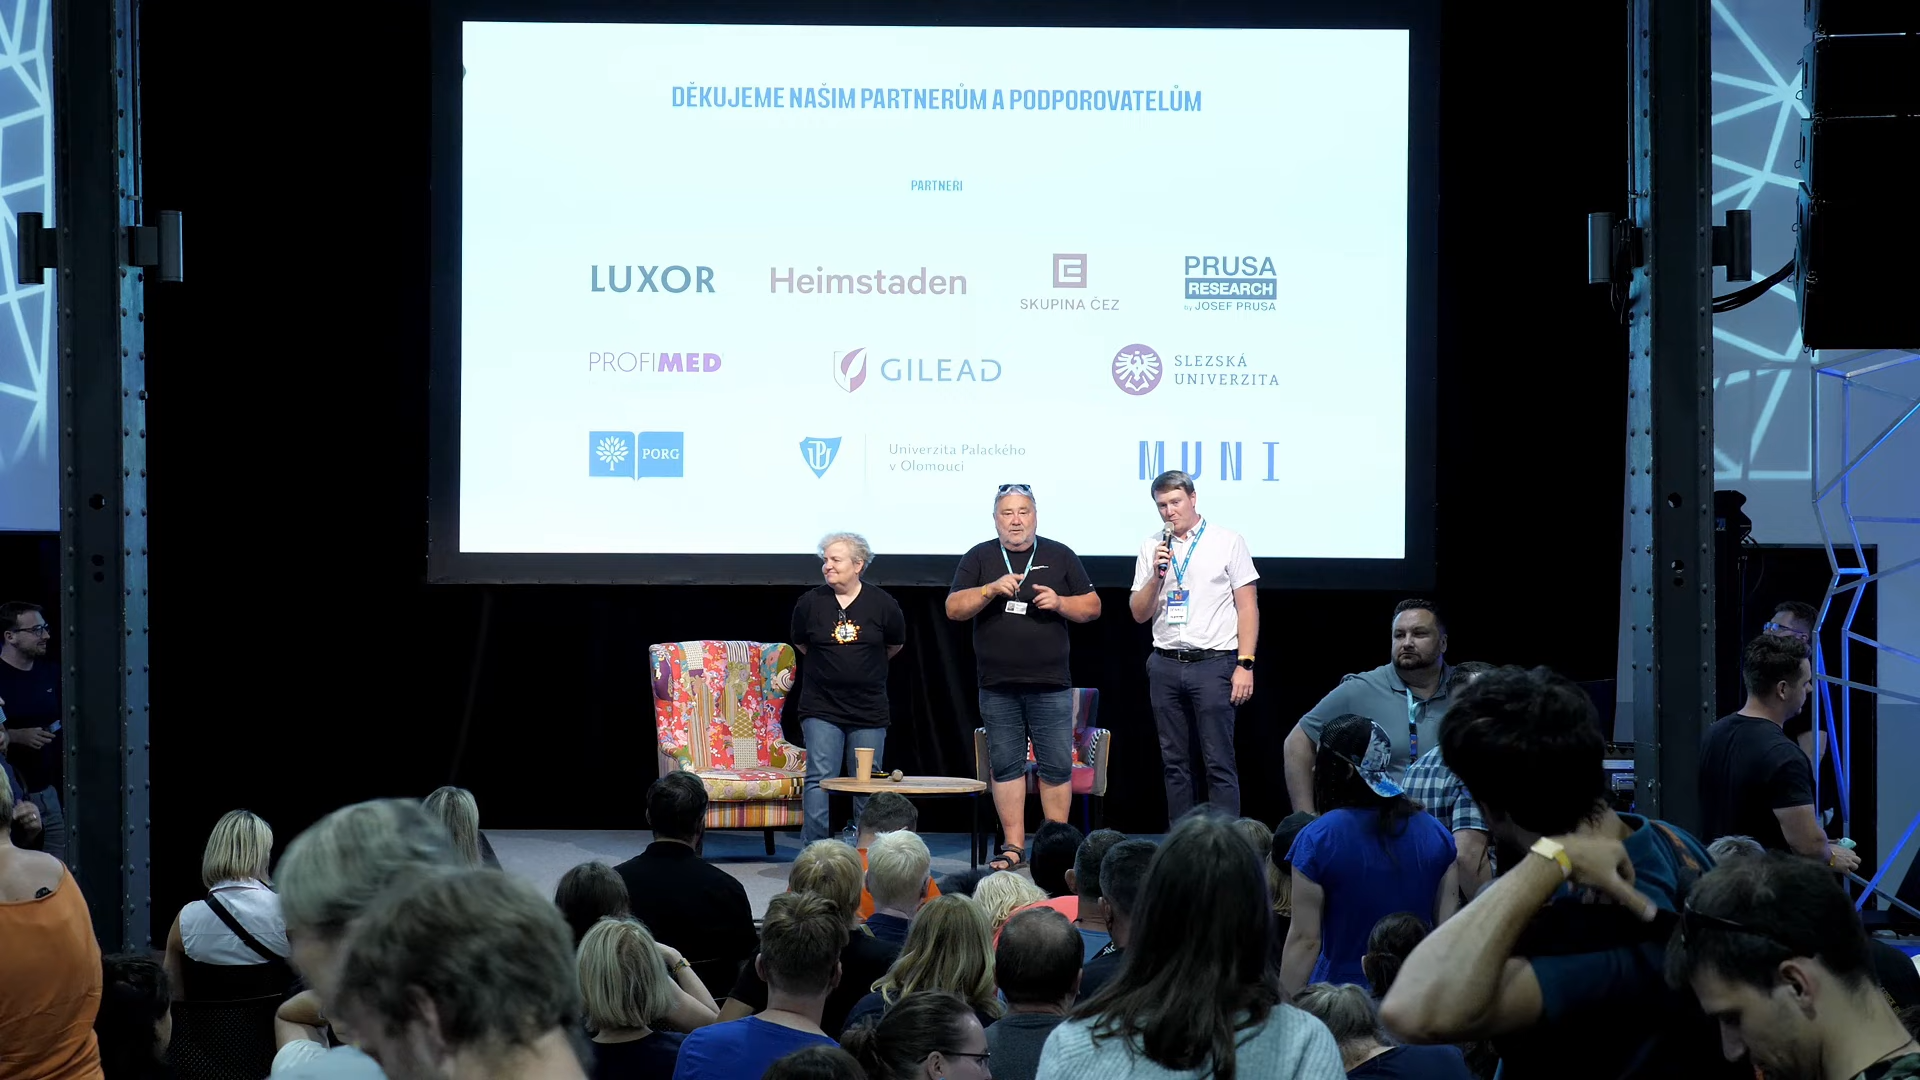 DĚKUJEME NAŠIM PARTNERŮM A PODPOROVATELŮM
PARTNEŘI
LUXOR
Heimstaden
SKUPINA ČEZ
PRUSA
RESEARCH
by JOSEF PRUSA
PROFIMED
GILEAD
SLEZSKÁ
UNIVERZITA
PORG
UP
Univerzita Palackého
v Olomouci
MUNI